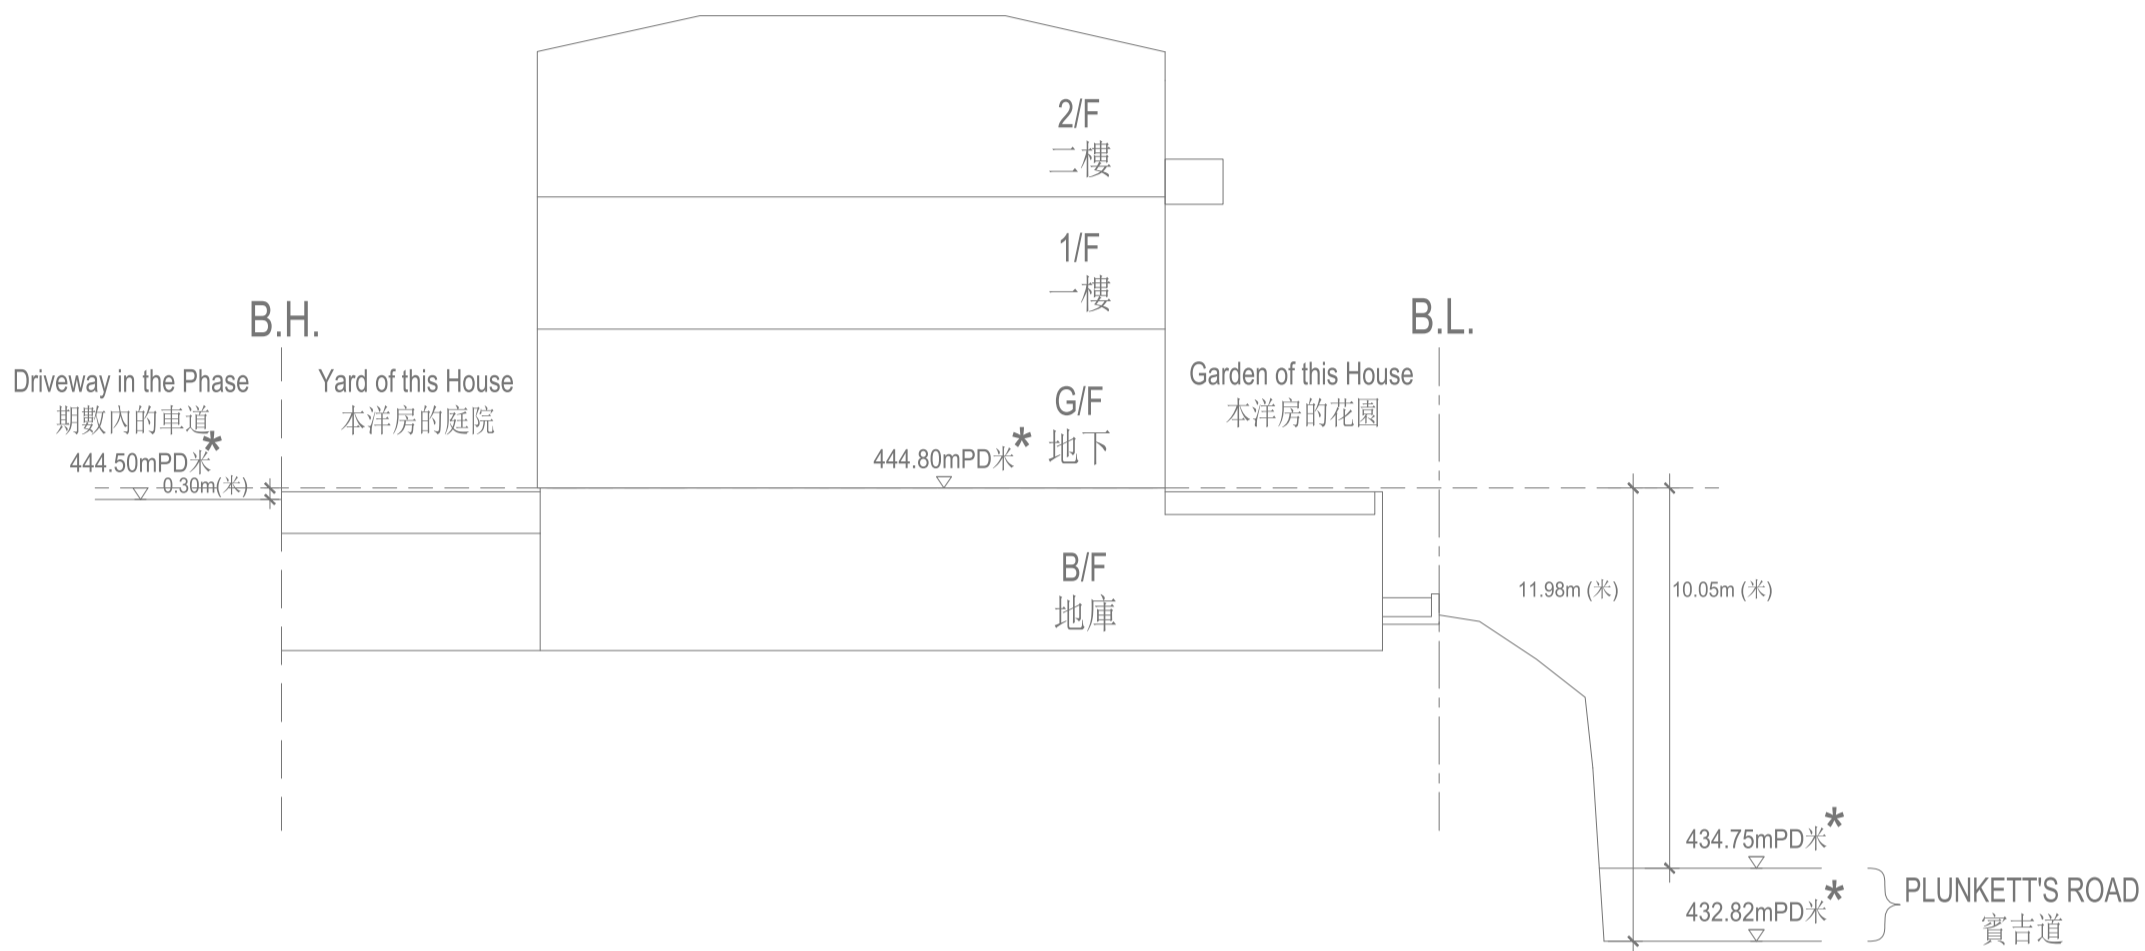 2/F
二樓
1/F
一樓
B.H.
B.L.
Driveway in the Phase
期數內的車道
Yard of this House
本洋房的庭院
G/F
地下
Garden of this House
本洋房的花園
444.50mPD米*
0.30m(米)
444.80mPD米*
B/F
地庫
11.98m (米)
10.05m (米)
434.75mPD米*
432.82mPD米*
PLUNKETT'S ROAD
賓吉道